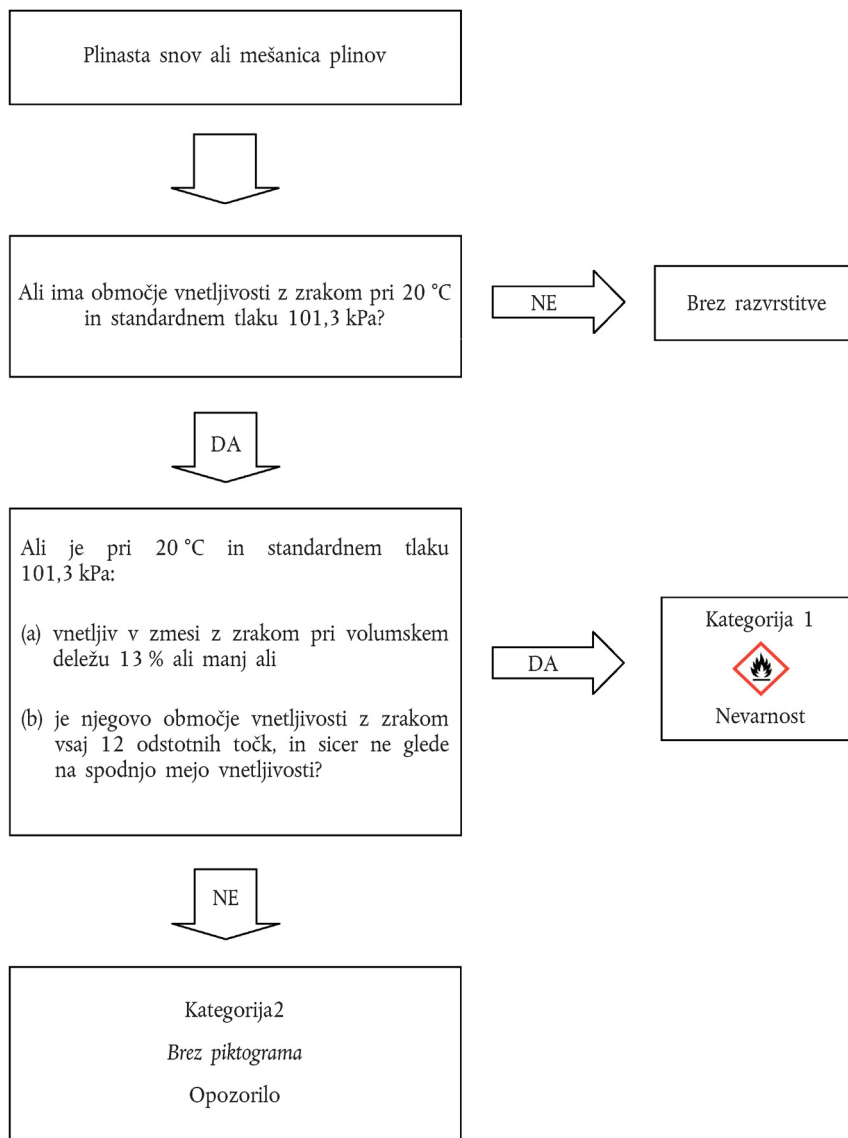 Plinasta snov ali mešanica plinov
Ali ima območje vnetljivosti z zrakom pri 20 °C
in standardnem tlaku 101,3 kPa?
NE
Brez razvrstitve
DA
Ali je pri 20 °C in standardnem tlaku
101,3 kPa:
(a) vnetljiv v zmesi z zrakom pri volumskem
deležu 13 % ali manj ali
(b) je njegovo območje vnetljivosti z zrakom
vsaj 12 odstotnih točk, in sicer ne glede
na spodnjo mejo vnetljivosti?
DA
Kategorija 1
Nevarnost
NE
Kategorija2
Brez piktograma
Opozorilo